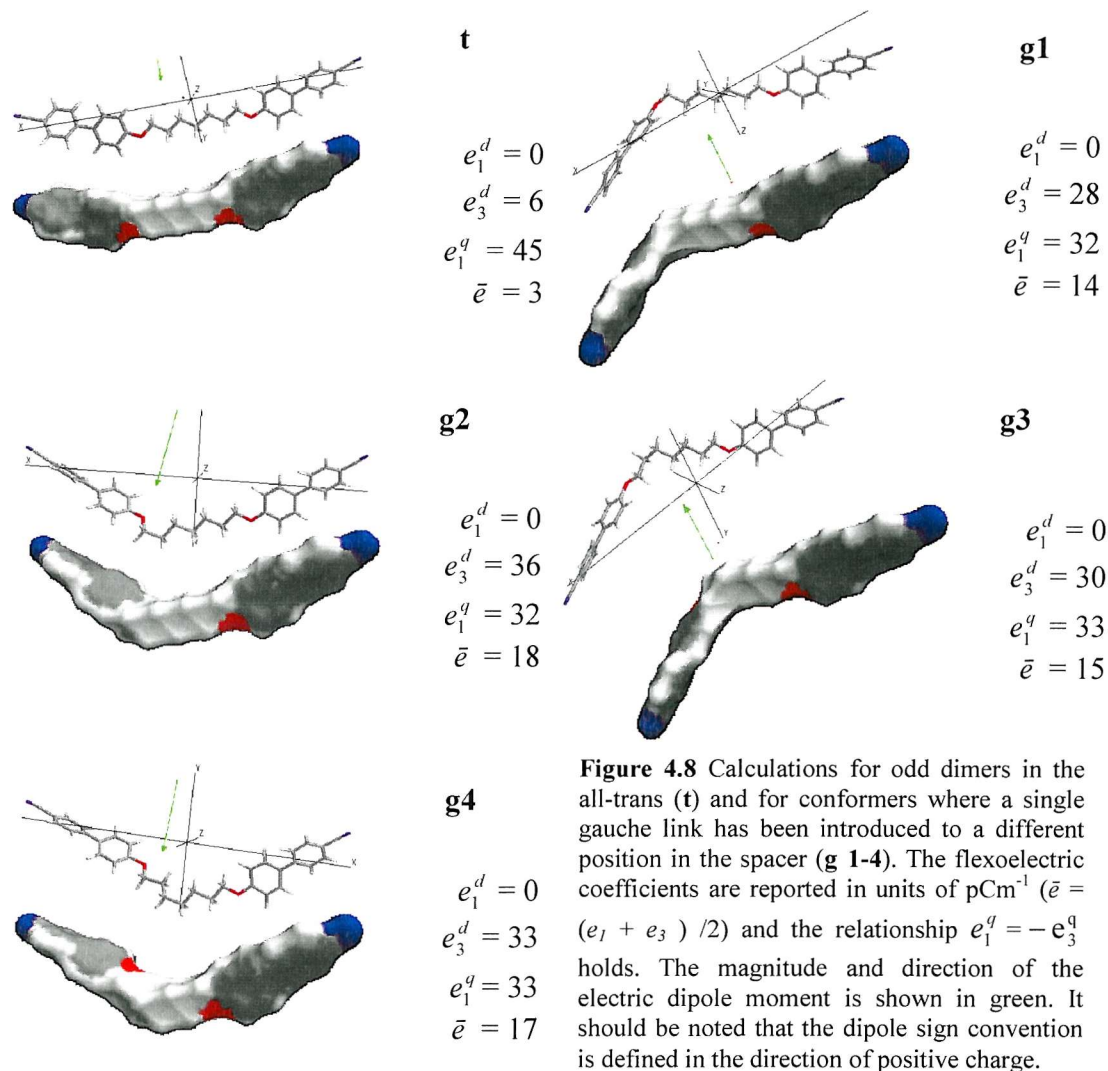 t
e_1^d = 0
e_3^d = 6
e_1^q = 45
ē = 3
g1
e_1^d = 0
e_3^d = 28
e_1^q = 32
ē = 14
g2
e_1^d = 0
e_3^d = 36
e_1^q = 32
ē = 18
g3
e_1^d = 0
e_3^d = 30
e_1^q = 33
ē = 15
g4
e_1^d = 0
e_3^d = 33
e_1^q = 33
ē = 17
Figure 4.8 Calculations for odd dimers in the
all-trans (t) and for conformers where a single
gauche link has been introduced to a different
position in the spacer (g 1-4). The flexoelectric
coefficients are reported in units of pCm⁻¹ (ē =
(e_1 + e_3 ) /2) and the relationship e_1^q = − e_3^q
holds. The magnitude and direction of the
electric dipole moment is shown in green. It
should be noted that the dipole sign convention
is defined in the direction of positive charge.